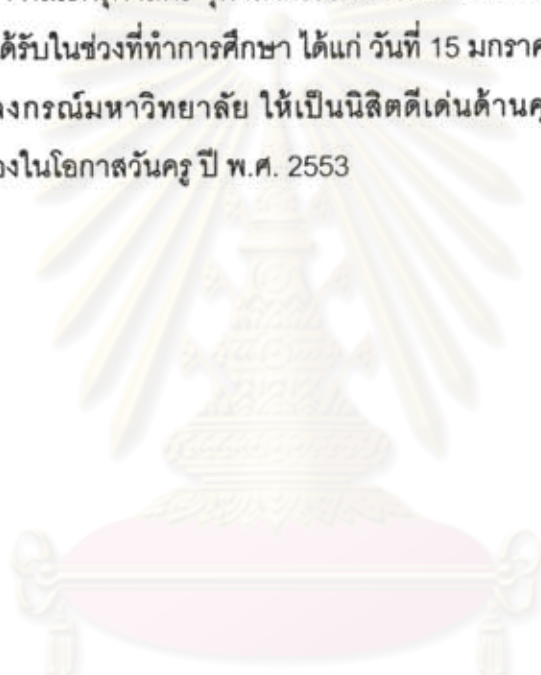 ด้รับในช่วงที่ทำการศึกษา ได้แก่ วันที่ 15 มกราค
งกรณ์มหาวิทยาลัย ให้เป็นนิสิตดีเด่นด้านคุ
องในโอกาสวันครู ปี พ.ศ. 2553